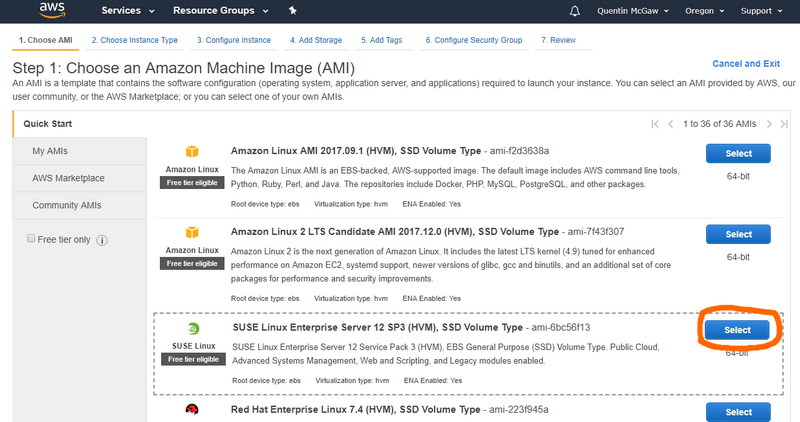 aws
Services
Resource Groups
Quentin McGaw
Oregon
Support
1. Choose AMI
2. Choose Instance Type
3. Configure Instance
4. Add Storage
5. Add Tags
6. Configure Security Group
7. Review
Step 1: Choose an Amazon Machine Image (AMI)
Cancel and Exit
An AMI is a template that contains the software configuration (operating system, application server, and applications) required to launch your instance. You can select an AMI provided by AWS, our
user community, or the AWS Marketplace; or you can select one of your own AMIs.
Quick Start
My AMIs
AWS Marketplace
Community AMIs
Free tier only
i
1 to 36 of 36 AMIs
Amazon Linux
Free tier eligible
Amazon Linux AMI 2017.09.1 (HVM), SSD Volume Type - ami-f2d3638a
The Amazon Linux AMI is an EBS-backed, AWS-supported image. The default image includes AWS command line tools,
Python, Ruby, Perl, and Java. The repositories include Docker, PHP, MySQL, PostgreSQL, and other packages.
Root device type: ebs Virtualization type: hvm ENA Enabled: Yes
Select
64-bit
Amazon Linux
Free tier eligible
Amazon Linux 2 LTS Candidate AMI 2017.12.0 (HVM), SSD Volume Type - ami-7f43f307
Amazon Linux 2 is the next generation of Amazon Linux. It includes the latest LTS kernel (4.9) tuned for enhanced
performance on Amazon EC2, systemd support, newer versions of glibc, gcc and binutils, and an additional set of core
packages for performance and security improvements.
Root device type: ebs Virtualization type: hvm ENA Enabled: Yes
Select
64-bit
SUSE Linux
Free tier eligible
SUSE Linux Enterprise Server 12 SP3 (HVM), SSD Volume Type - ami-6bc56f13
SUSE Linux Enterprise Server 12 Service Pack 3 (HVM), EBS General Purpose (SSD) Volume Type. Public Cloud,
Advanced Systems Management, Web and Scripting, and Legacy modules enabled.
Root device type: ebs Virtualization type: hvm ENA Enabled: Yes
Select
64-bit
Red Hat Enterprise Linux 7.4 (HVM), SSD Volume Type - ami-223f945a
Select